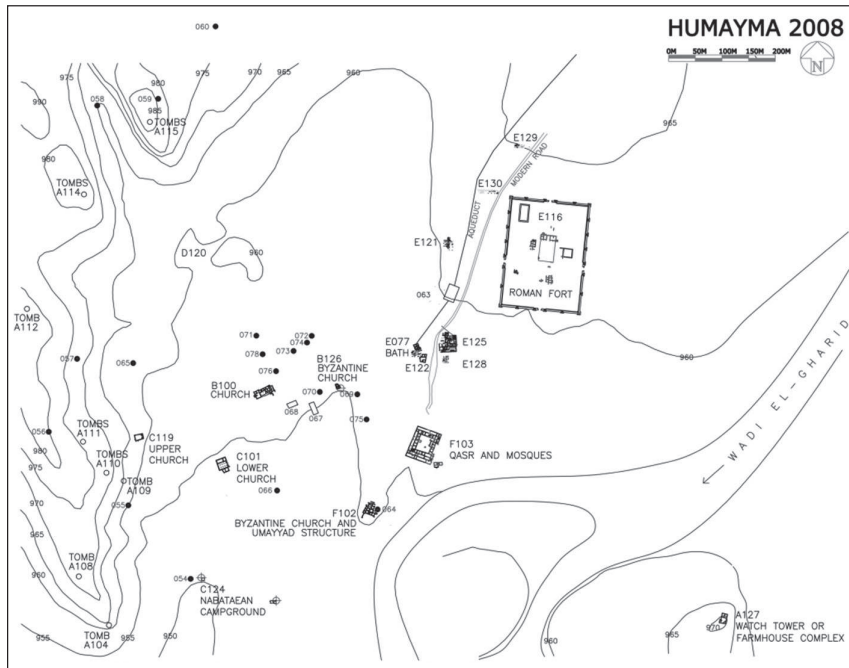 HUMAYMA 2008
0M 50M 100M 150M 200M
N
060
975
980
975
970
965
960
990
058
059
985
TOMBS
A115
965
E129
MODERN ROAD
980
TOMBS
A114
E130
AQUEDUCT
E116
E121
D120
960
063
ROMAN FORT
TOMB
A112
071
072
074
073
078
E077
BATH
E125
E122
E128
960
057
065
076
B126
BYZANTINE
CHURCH
B100
CHURCH
070
069
068
067
075
WADI EL-GHARID
056
980
975
TOMBS
A111
C119
UPPER
CHURCH
F103
QASR AND MOSQUES
TOMBS
A110
C101
LOWER
CHURCH
TOMB
A109
970
055
066
F102
064
BYZANTINE CHURCH AND
UMAYYAD STRUCTURE
965
960
TOMB
A108
054
C124
NABATAEAN
CAMPGROUND
955
TOMB
A104
955
950
960
965
970
A127
WATCH TOWER OR
FARMHOUSE COMPLEX